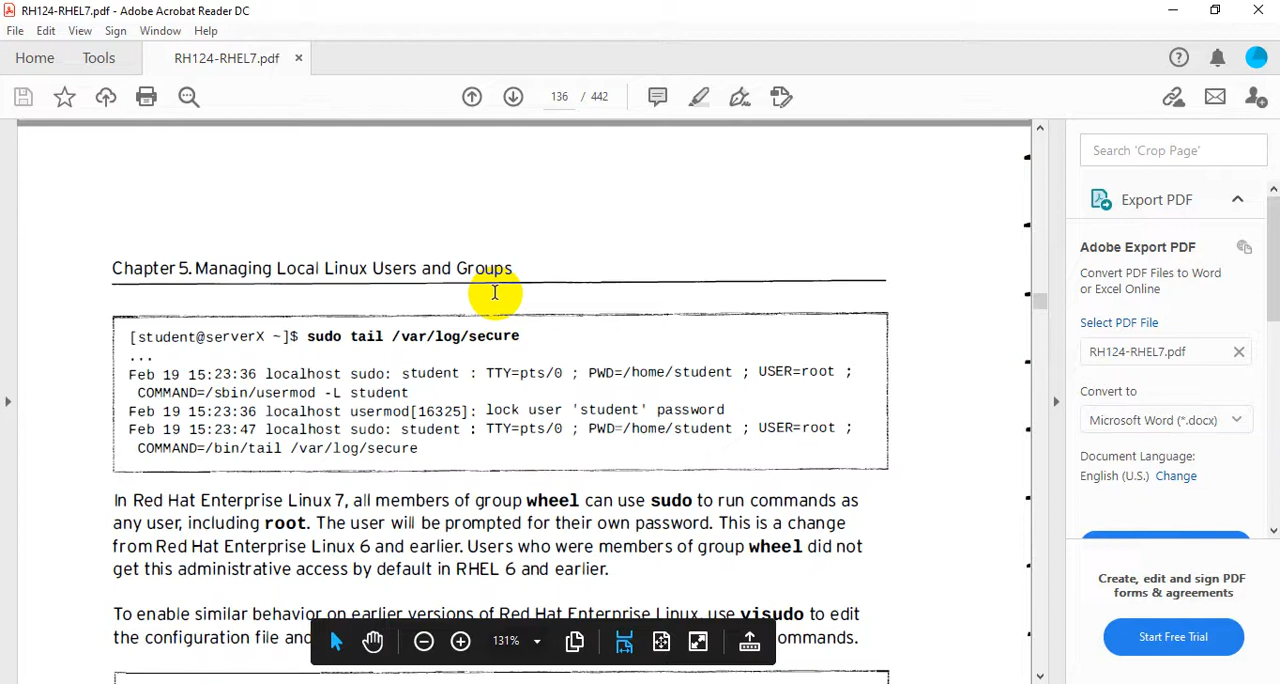 RH124-RHEL7.pdf - Adobe Acrobat Reader DC
File Edit View Sign Window Help
Home Tools RH124-RHEL7.pdf ×
136 / 442
Search 'Crop Page'
Export PDF
Adobe Export PDF
Convert PDF Files to Word
or Excel Online
Select PDF File
RH124-RHEL7.pdf
Convert to
Microsoft Word (*.docx)
Document Language:
English (U.S.) Change
Create, edit and sign PDF
forms & agreements
Start Free Trial
Chapter 5. Managing Local Linux Users and Groups
[student@serverX ~]$ sudo tail /var/log/secure
...
Feb 19 15:23:36 localhost sudo: student : TTY=pts/0 ; PWD=/home/student ; USER=root ;
COMMAND=/sbin/usermod -L student
Feb 19 15:23:36 localhost usermod[16325]: lock user 'student' password
Feb 19 15:23:47 localhost sudo: student : TTY=pts/0 ; PWD=/home/student ; USER=root ;
COMMAND=/bin/tail /var/log/secure
In Red Hat Enterprise Linux 7, all members of group wheel can use sudo to run commands as
any user, including root. The user will be prompted for their own password. This is a change
from Red Hat Enterprise Linux 6 and earlier. Users who were members of group wheel did not
get this administrative access by default in RHEL 6 and earlier.
To enable similar behavior on earlier versions of Red Hat Enterprise Linux, use visudo to edit
the configuration file and ommands.
131%